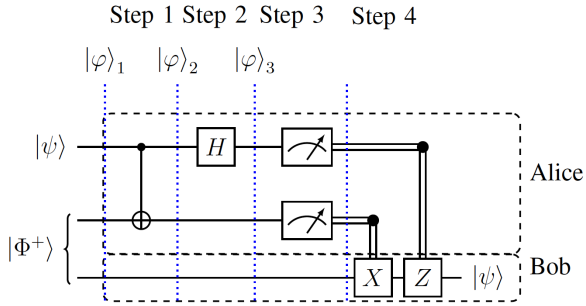 Step 1 Step 2 Step 3 Step 4
|φ⟩₁ |φ⟩₂ |φ⟩₃
|ψ⟩ H
Alice
|Φ⁺⟩
Bob
X Z |ψ⟩